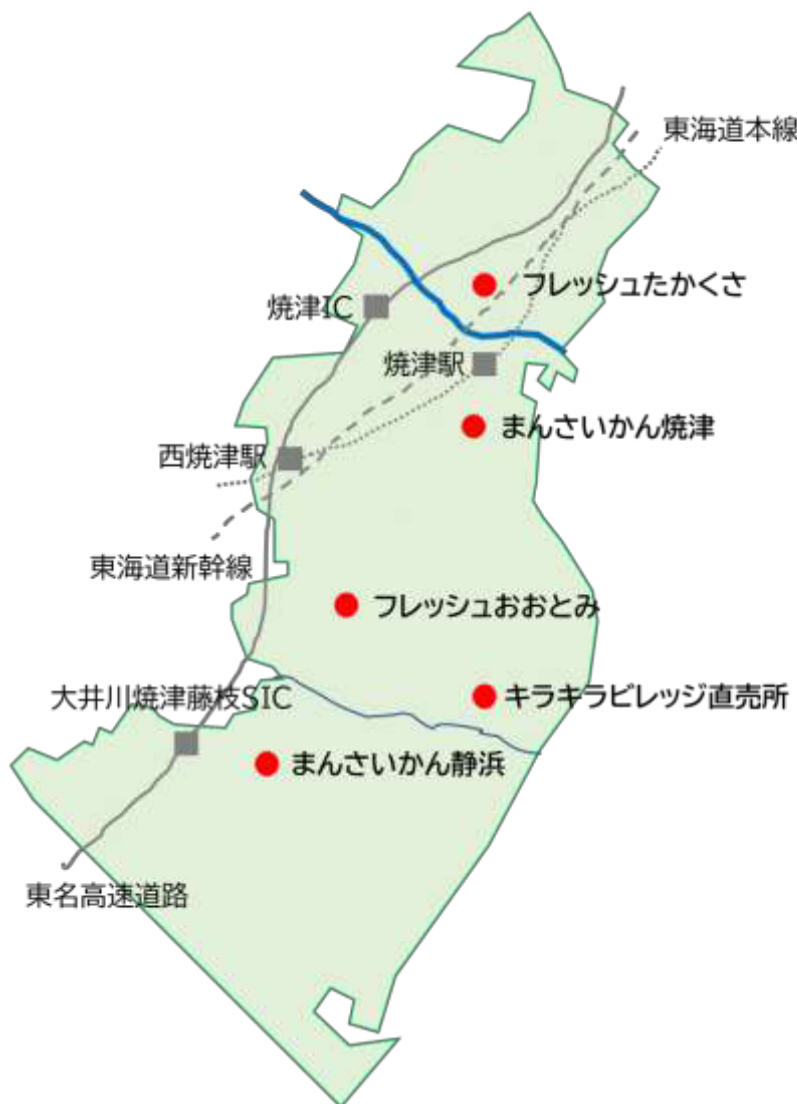 東海道本線
フレッシュたかくさ
焼津IC
焼津駅
まんさいかん焼津
西焼津駅
東海道新幹線
フレッシュおおとみ
大井川焼津藤枝SIC
キラキラビレッジ直売所
まんさいかん静浜
東名高速道路